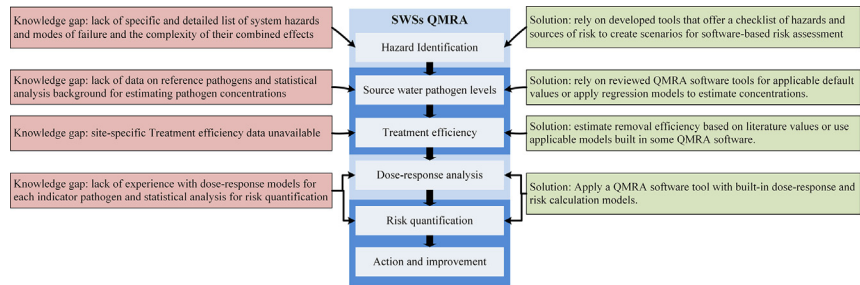 SWSs QMRA
Knowledge gap: lack of specific and detailed list of system hazards
and modes of failure and the complexity of their combined effects
Hazard Identification
Solution: rely on developed tools that offer a checklist of hazards and
sources of risk to create scenarios for software-based risk assessment
Knowledge gap: lack of data on reference pathogens and statistical
analysis background for estimating pathogen concentrations
Source water pathogen levels
Solution: rely on reviewed QMRA software tools for applicable default
values or apply regression models to estimate concentrations.
Knowledge gap: site-specific Treatment efficiency data unavailable
Treatment efficiency
Solution: estimate removal efficiency based on literature values or use
applicable models built in some QMRA software.
Dose-response analysis
Knowledge gap: lack of experience with dose-response models for
each indicator pathogen and statistical analysis for risk quantification
Solution: Apply a QMRA software tool with built-in dose-response and
risk calculation models.
Risk quantification
Action and improvement